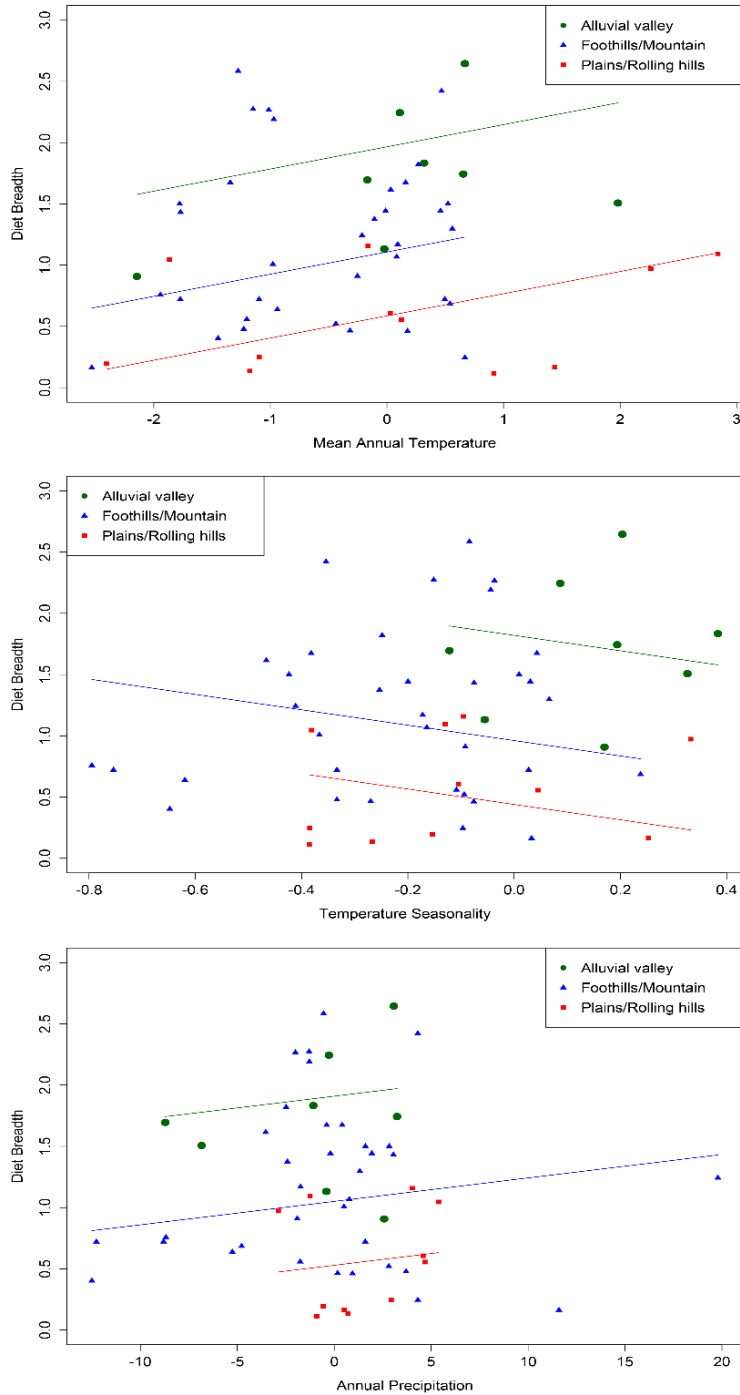 Alluvial valley
Foothills/Mountain
Plains/Rolling hills
3.0
2.5
2.0
1.5
1.0
0.5
0.0
Diet Breadth
-2 -1 0 1 2 3
Mean Annual Temperature
Alluvial valley
Foothills/Mountain
Plains/Rolling hills
3.0
2.5
2.0
1.5
1.0
0.5
0.0
Diet Breadth
-0.8 -0.6 -0.4 -0.2 0.0 0.2 0.4
Temperature Seasonality
Alluvial valley
Foothills/Mountain
Plains/Rolling hills
3.0
2.5
2.0
1.5
1.0
0.5
0.0
Diet Breadth
-10 -5 0 5 10 15 20
Annual Precipitation